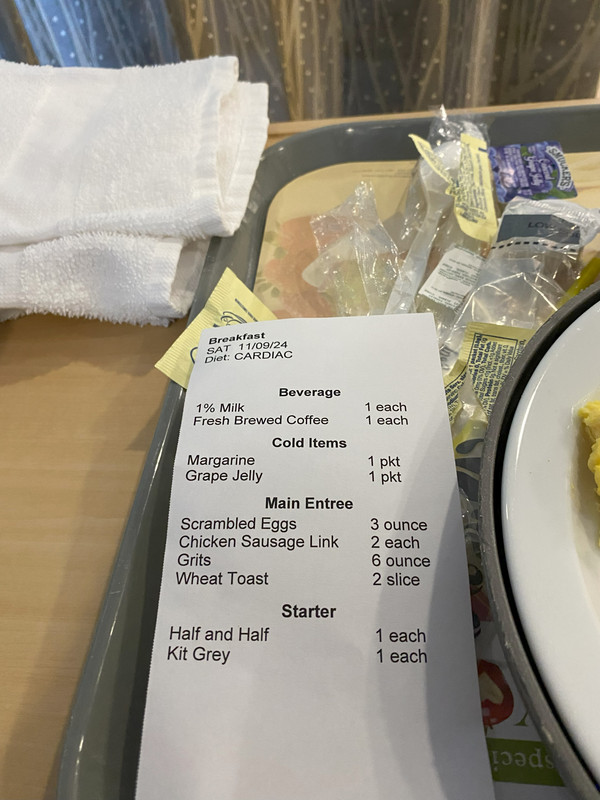 Breakfast
SAT 11/09/24
Diet: CARDIAC
Beverage
1% Milk 1 each
Fresh Brewed Coffee 1 each
Cold Items
Margarine 1 pkt
Grape Jelly 1 pkt
Main Entree
Scrambled Eggs 3 ounce
Chicken Sausage Link 2 each
Grits 6 ounce
Wheat Toast 2 slice
Starter
Half and Half 1 each
Kit Grey 1 each